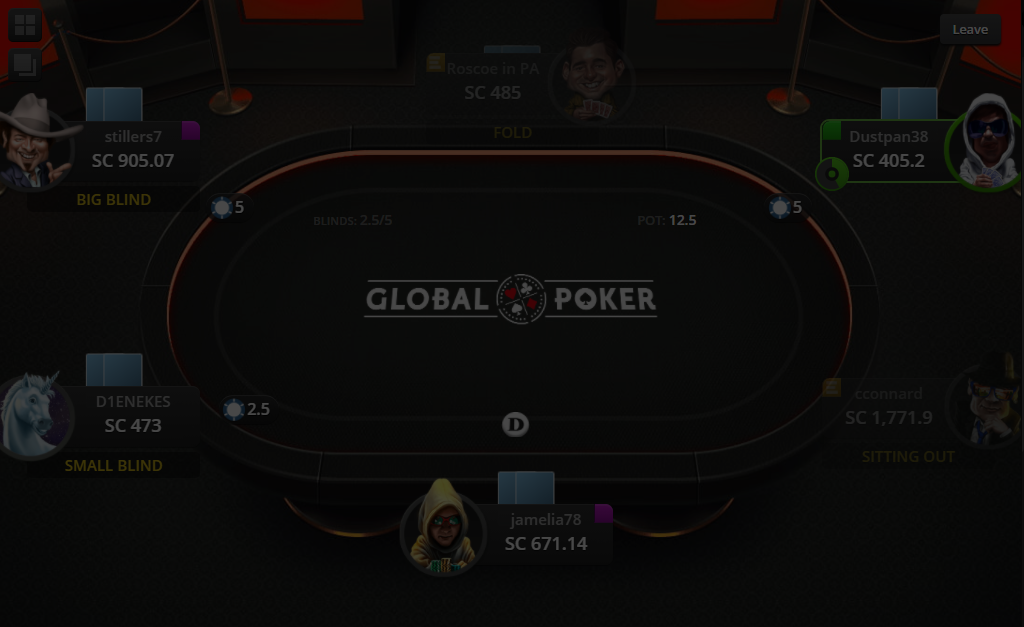 Leave
Roscoe in PA
SC 485
FOLD
stillers7
SC 905.07
BIG BLIND
Dustpan38
SC 405.2
5
5
BLINDS: 2.5/5
POT: 12.5
GLOBAL POKER
D1ENEKES
SC 473
SMALL BLIND
2.5
D
cconnard
SC 1,771.9
SITTING OUT
jamelia78
SC 671.14